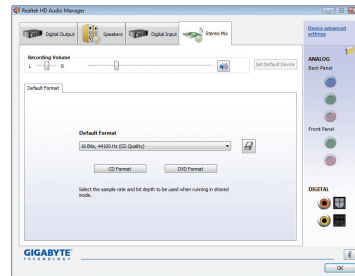 Realtek HD Audio Manager
Digital Output
Speakers
Digital Input
Stereo Mix
Device advanced
settings
Recording Volume
L
R
Set Default Device
ANALOG
Back Panel
Default Format
Default Format
16 Bits, 44100 Hz (CD Quality)
CD Format
DVD Format
Select the sample rate and bit depth to be used when running in shared
mode.
Front Panel
DIGITAL
GIGABYTE
TECHNOLOGY
OK